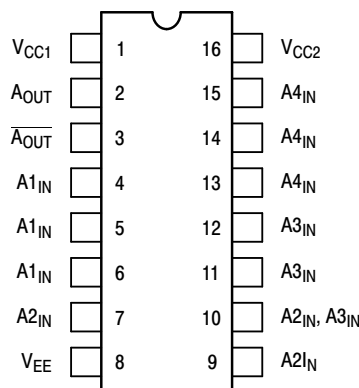 VCC1 1 16 VCC2
AOUT 2 15 A4IN
A̅O̅U̅T̅ 3 14 A4IN
A1IN 4 13 A4IN
A1IN 5 12 A3IN
A1IN 6 11 A3IN
A2IN 7 10 A2IN, A3IN
VEE 8 9 A2IN